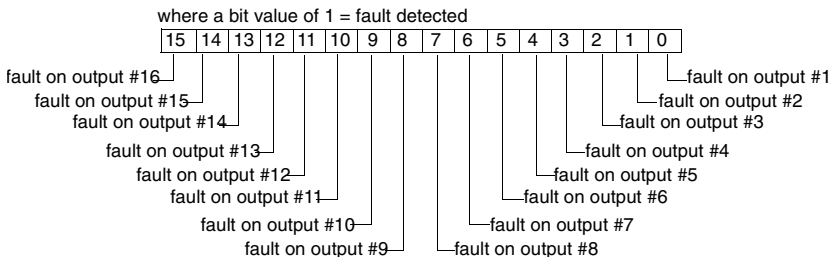 where a bit value of 1 = fault detected
15 14 13 12 11 10 9 8 7 6 5 4 3 2 1 0
fault on output #16 fault on output #1
fault on output #15 fault on output #2
fault on output #14 fault on output #3
fault on output #13 fault on output #4
fault on output #12 fault on output #5
fault on output #11 fault on output #6
fault on output #10 fault on output #7
fault on output #9 fault on output #8